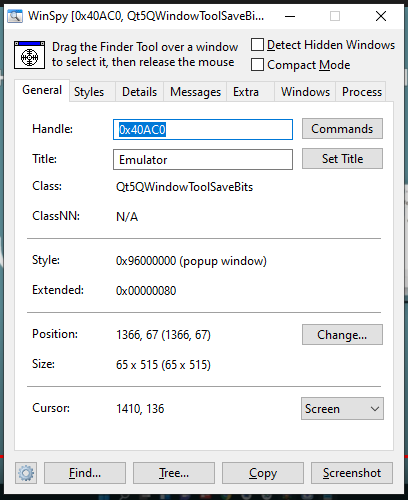 WinSpy [0x40AC0, Qt5QWindowToolSaveBi...
Drag the Finder Tool over a window
to select it, then release the mouse
Detect Hidden Windows
Compact Mode
General Styles Details Messages Extra Windows Process
Handle: 0x40AC0 Commands
Title: Emulator Set Title
Class: Qt5QWindowToolSaveBits
ClassNN: N/A
Style: 0x96000000 (popup window)
Extended: 0x00000080
Position: 1366, 67 (1366, 67) Change...
Size: 65 x 515 (65 x 515)
Cursor: 1410, 136 Screen
Find... Tree... Copy Screenshot